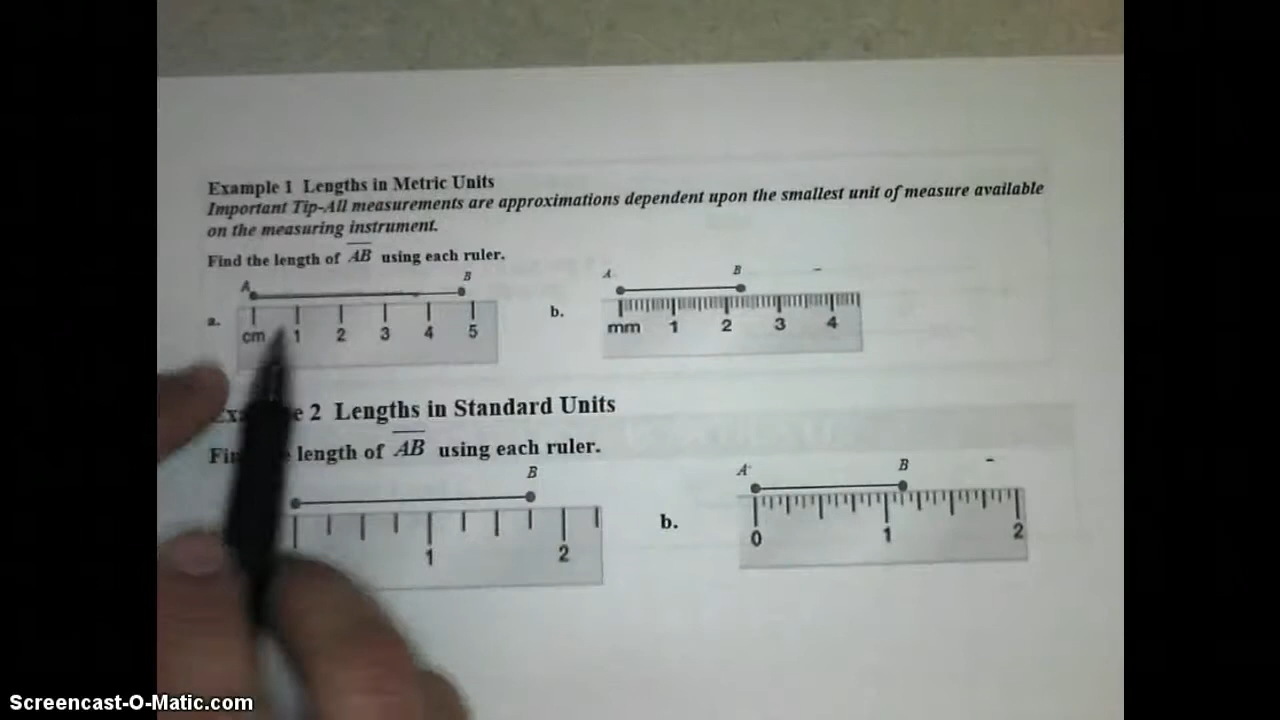 Example 1 Lengths in Metric Units
Important Tip-All measurements are approximations dependent upon the smallest unit of measure available
on the measuring instrument.
Find the length of AB using each ruler.
A B
a.
cm 1 2 3 4 5
A B
b.
mm 1 2 3 4
2 Lengths in Standard Units
length of AB using each ruler.
B
1 2
A B
b.
0 1 2
Screencast-O-Matic.com